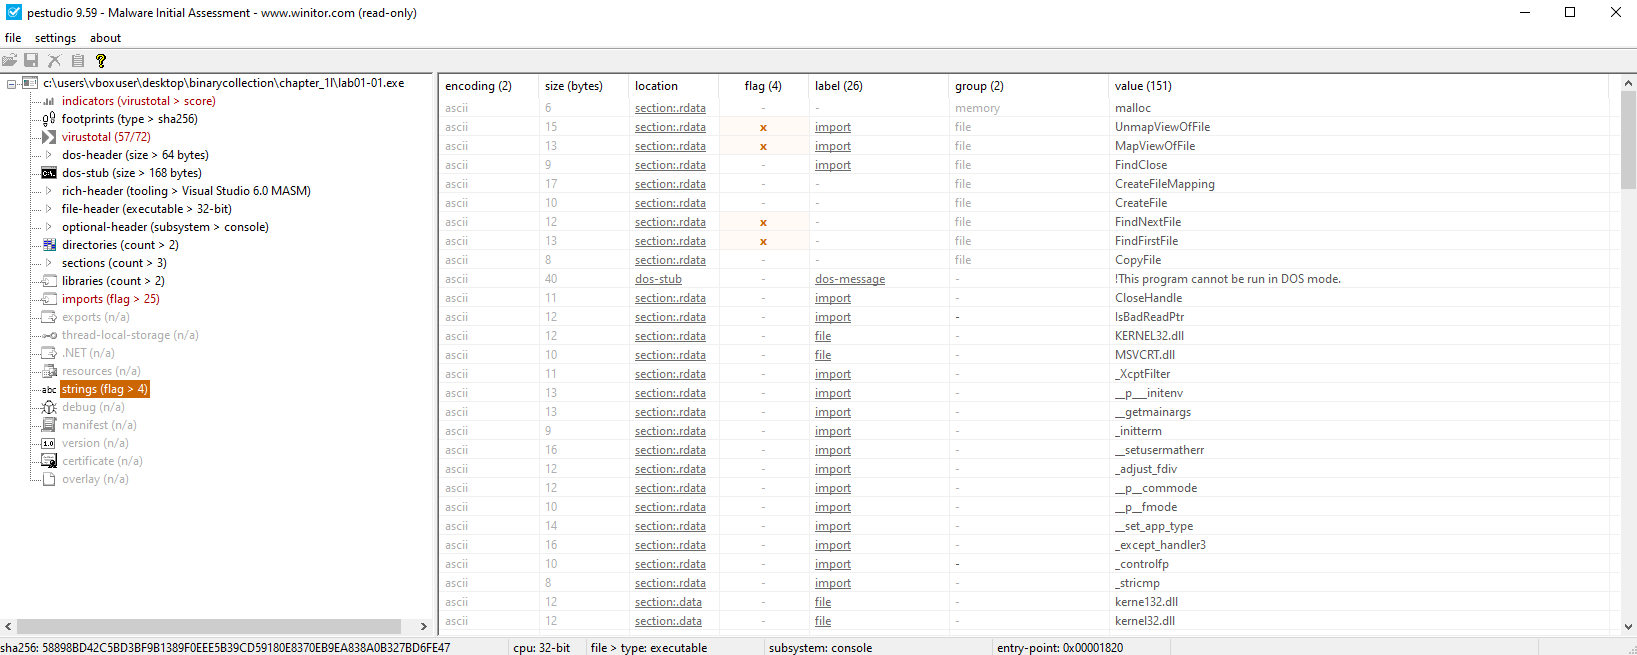 pestudio 9.59 - Malware Initial Assessment - www.winitor.com (read-only)
file settings about
c:\users\vboxuser\desktop\binarycollection\chapter_1l\lab01-01.exe
indicators (virustotal > score)
footprints (type > sha256)
virustotal (57/72)
dos-header (size > 64 bytes)
dos-stub (size > 168 bytes)
rich-header (tooling > Visual Studio 6.0 MASM)
file-header (executable > 32-bit)
optional-header (subsystem > console)
directories (count > 2)
sections (count > 3)
libraries (count > 2)
imports (flag > 25)
exports (n/a)
thread-local-storage (n/a)
.NET (n/a)
resources (n/a)
abc strings (flag > 4)
debug (n/a)
manifest (n/a)
1.0 version (n/a)
certificate (n/a)
overlay (n/a)
encoding (2) size (bytes) location flag (4) label (26) group (2) value (151)
ascii 6 section:.rdata - - memory malloc
ascii 15 section:.rdata x import file UnmapViewOfFile
ascii 13 section:.rdata x import file MapViewOfFile
ascii 9 section:.rdata - import file FindClose
ascii 17 section:.rdata - - file CreateFileMapping
ascii 10 section:.rdata - - file CreateFile
ascii 12 section:.rdata x - file FindNextFile
ascii 13 section:.rdata x - file FindFirstFile
ascii 8 section:.rdata - - file CopyFile
ascii 40 dos-stub - dos-message - !This program cannot be run in DOS mode.
ascii 11 section:.rdata - import - CloseHandle
ascii 12 section:.rdata - import - IsBadReadPtr
ascii 12 section:.rdata - file - KERNEL32.dll
ascii 10 section:.rdata - file - MSVCRT.dll
ascii 11 section:.rdata - import - _XcptFilter
ascii 13 section:.rdata - import - __p___initenv
ascii 13 section:.rdata - import - __getmainargs
ascii 9 section:.rdata - import - _initterm
ascii 16 section:.rdata - import - __setusermatherr
ascii 12 section:.rdata - import - _adjust_fdiv
ascii 12 section:.rdata - import - __p__commode
ascii 10 section:.rdata - import - __p__fmode
ascii 14 section:.rdata - import - __set_app_type
ascii 16 section:.rdata - import - _except_handler3
ascii 10 section:.rdata - import - _controlfp
ascii 8 section:.rdata - import - _stricmp
ascii 12 section:.data - file - kerne132.dll
ascii 12 section:.data - file - kernel32.dll
sha256: 58898BD42C5BD3BF9B1389F0EEE5B39CD59180E8370EB9EA838A0B327BD6FE47 cpu: 32-bit file > type: executable subsystem: console entry-point: 0x00001820